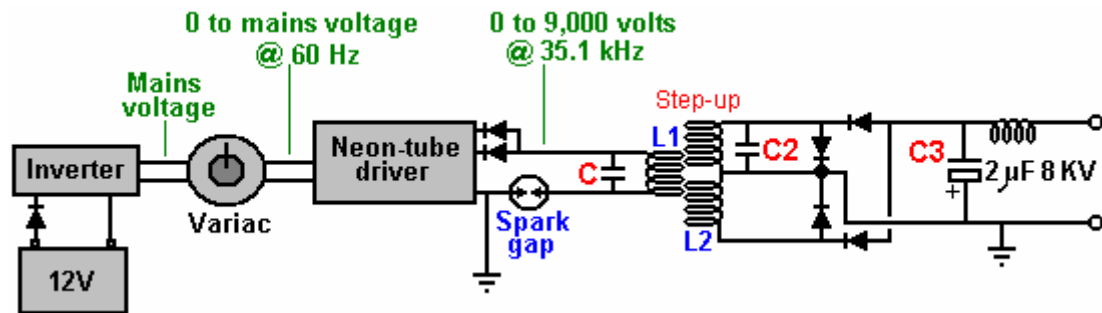 0 to mains voltage
@ 60 Hz
0 to 9,000 volts
@ 35.1 kHz
Mains
voltage
Step-up
Inverter
Variac
Neon-tube
driver
C
Spark
gap
L1
L2
C2
C3
+
2 µF 8 KV
12V